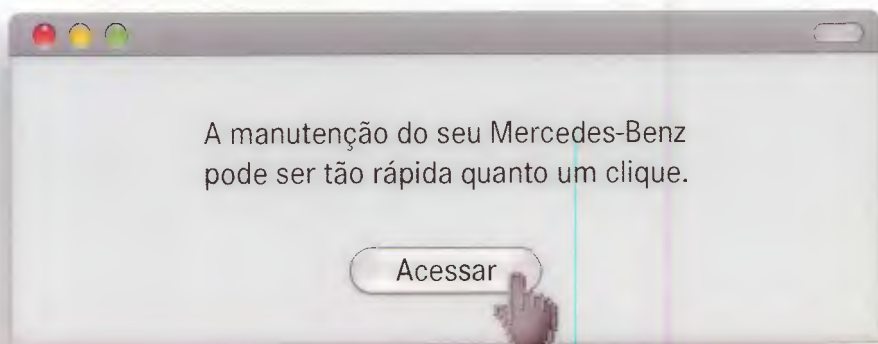 A manutenção do seu Mercedes-Benz
pode ser tão rápida quanto um clique.
Acessar